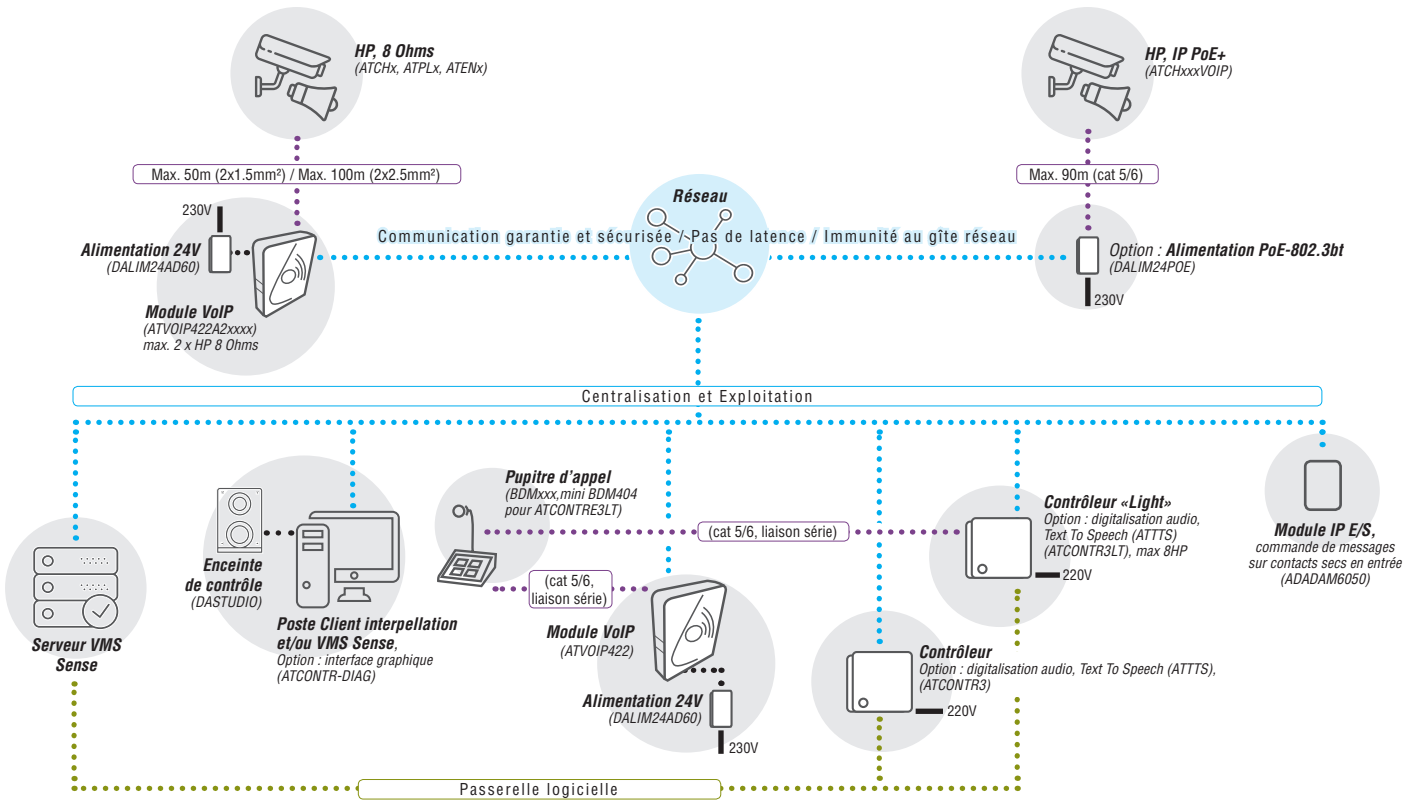 HP, 8 Ohms
(ATCHx, ATPLx, ATENx)
HP, IP PoE+
(ATCHxxxVOIP)
Max. 50m (2x1.5mm²) / Max. 100m (2x2.5mm²)
Max. 90m (cat 5/6)
Réseau
230V
Alimentation 24V
(DALIM24AD60)
Communication garantie et sécurisée / Pas de latence / Immunité au gîte réseau
Option : Alimentation PoE-802.3bt
(DALIM24POE)
230V
Module VoIP
(ATVOIP422A2xxxx)
max. 2 x HP 8 Ohms
Centralisation et Exploitation
Pupitre d'appel
(BDMxxx,mini BDM404
pour ATCONTRE3LT)
(cat 5/6, liaison série)
Contrôleur «Light»
Option : digitalisation audio,
Text To Speech (ATTTS)
(ATCONTR3LT), max 8HP
220V
Module IP E/S,
commande de messages
sur contacts secs en entrée
(ADADAM6050)
Enceinte
de contrôle
(DASTUDIO)
(cat 5/6,
liaison série)
Serveur VMS
Sense
Poste Client interpellation
et/ou VMS Sense,
Option : interface graphique
(ATCONTR-DIAG)
Module VoIP
(ATVOIP422)
Contrôleur
Option : digitalisation audio, Text To Speech (ATTTS),
(ATCONTR3)
220V
Alimentation 24V
(DALIM24AD60)
230V
Passerelle logicielle